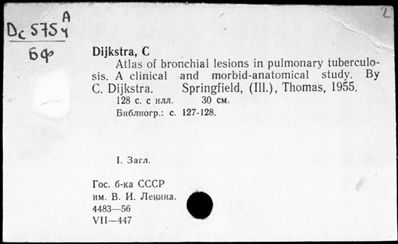 Dc 575 A/4
БФ
2
Dijkstra, C
Atlas of bronchial lesions in pulmonary tuberculo-
sis. A clinical and morbid-anatomical study. By
C. Dijkstra. Springfield, (Ill.), Thomas, 1955.
128 с. с илл. 30 см.
Библиогр.: с. 127-128.
I. Загл.
Гос. б-ка СССР
им. В. И. Ленина.
4483—56
VII—447